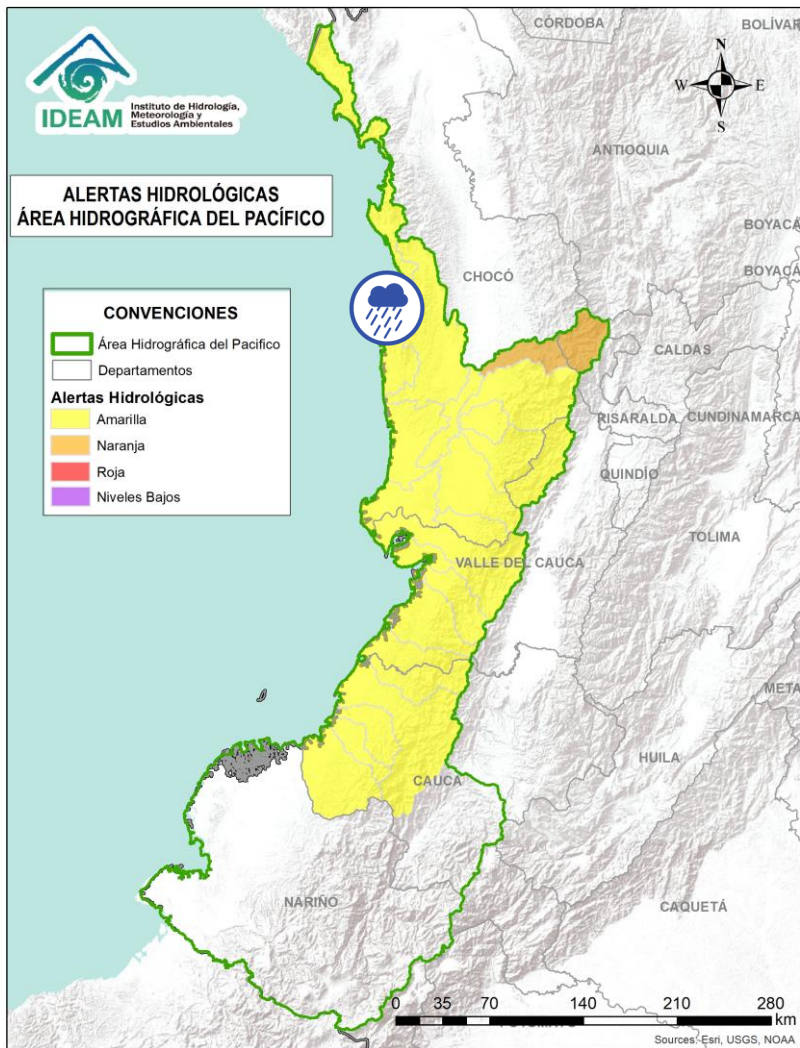 IDEAM
Instituto de Hidrología,
Meteorología y
Estudios Ambientales
ALERTAS HIDROLÓGICAS
ÁREA HIDROGRÁFICA DEL PACÍFICO
CONVENCIONES
Área Hidrográfica del Pacifico
Departamentos
Alertas Hidrológicas
Amarilla
Naranja
Roja
Niveles Bajos
N
W E
S
CÓRDOBA
BOLÍVAR
ANTIOQUIA
BOYACÁ
BOYACÁ
CHOCÓ
CALDAS
RISARALDA
CUNDINAMARCA
QUINDÍO
TOLIMA
VALLE DEL CAUCA
META
HUILA
CAUCA
NARIÑO
CAQUETÁ
0 35 70 140 210 280
km
Sources: Esri, USGS, NOAA